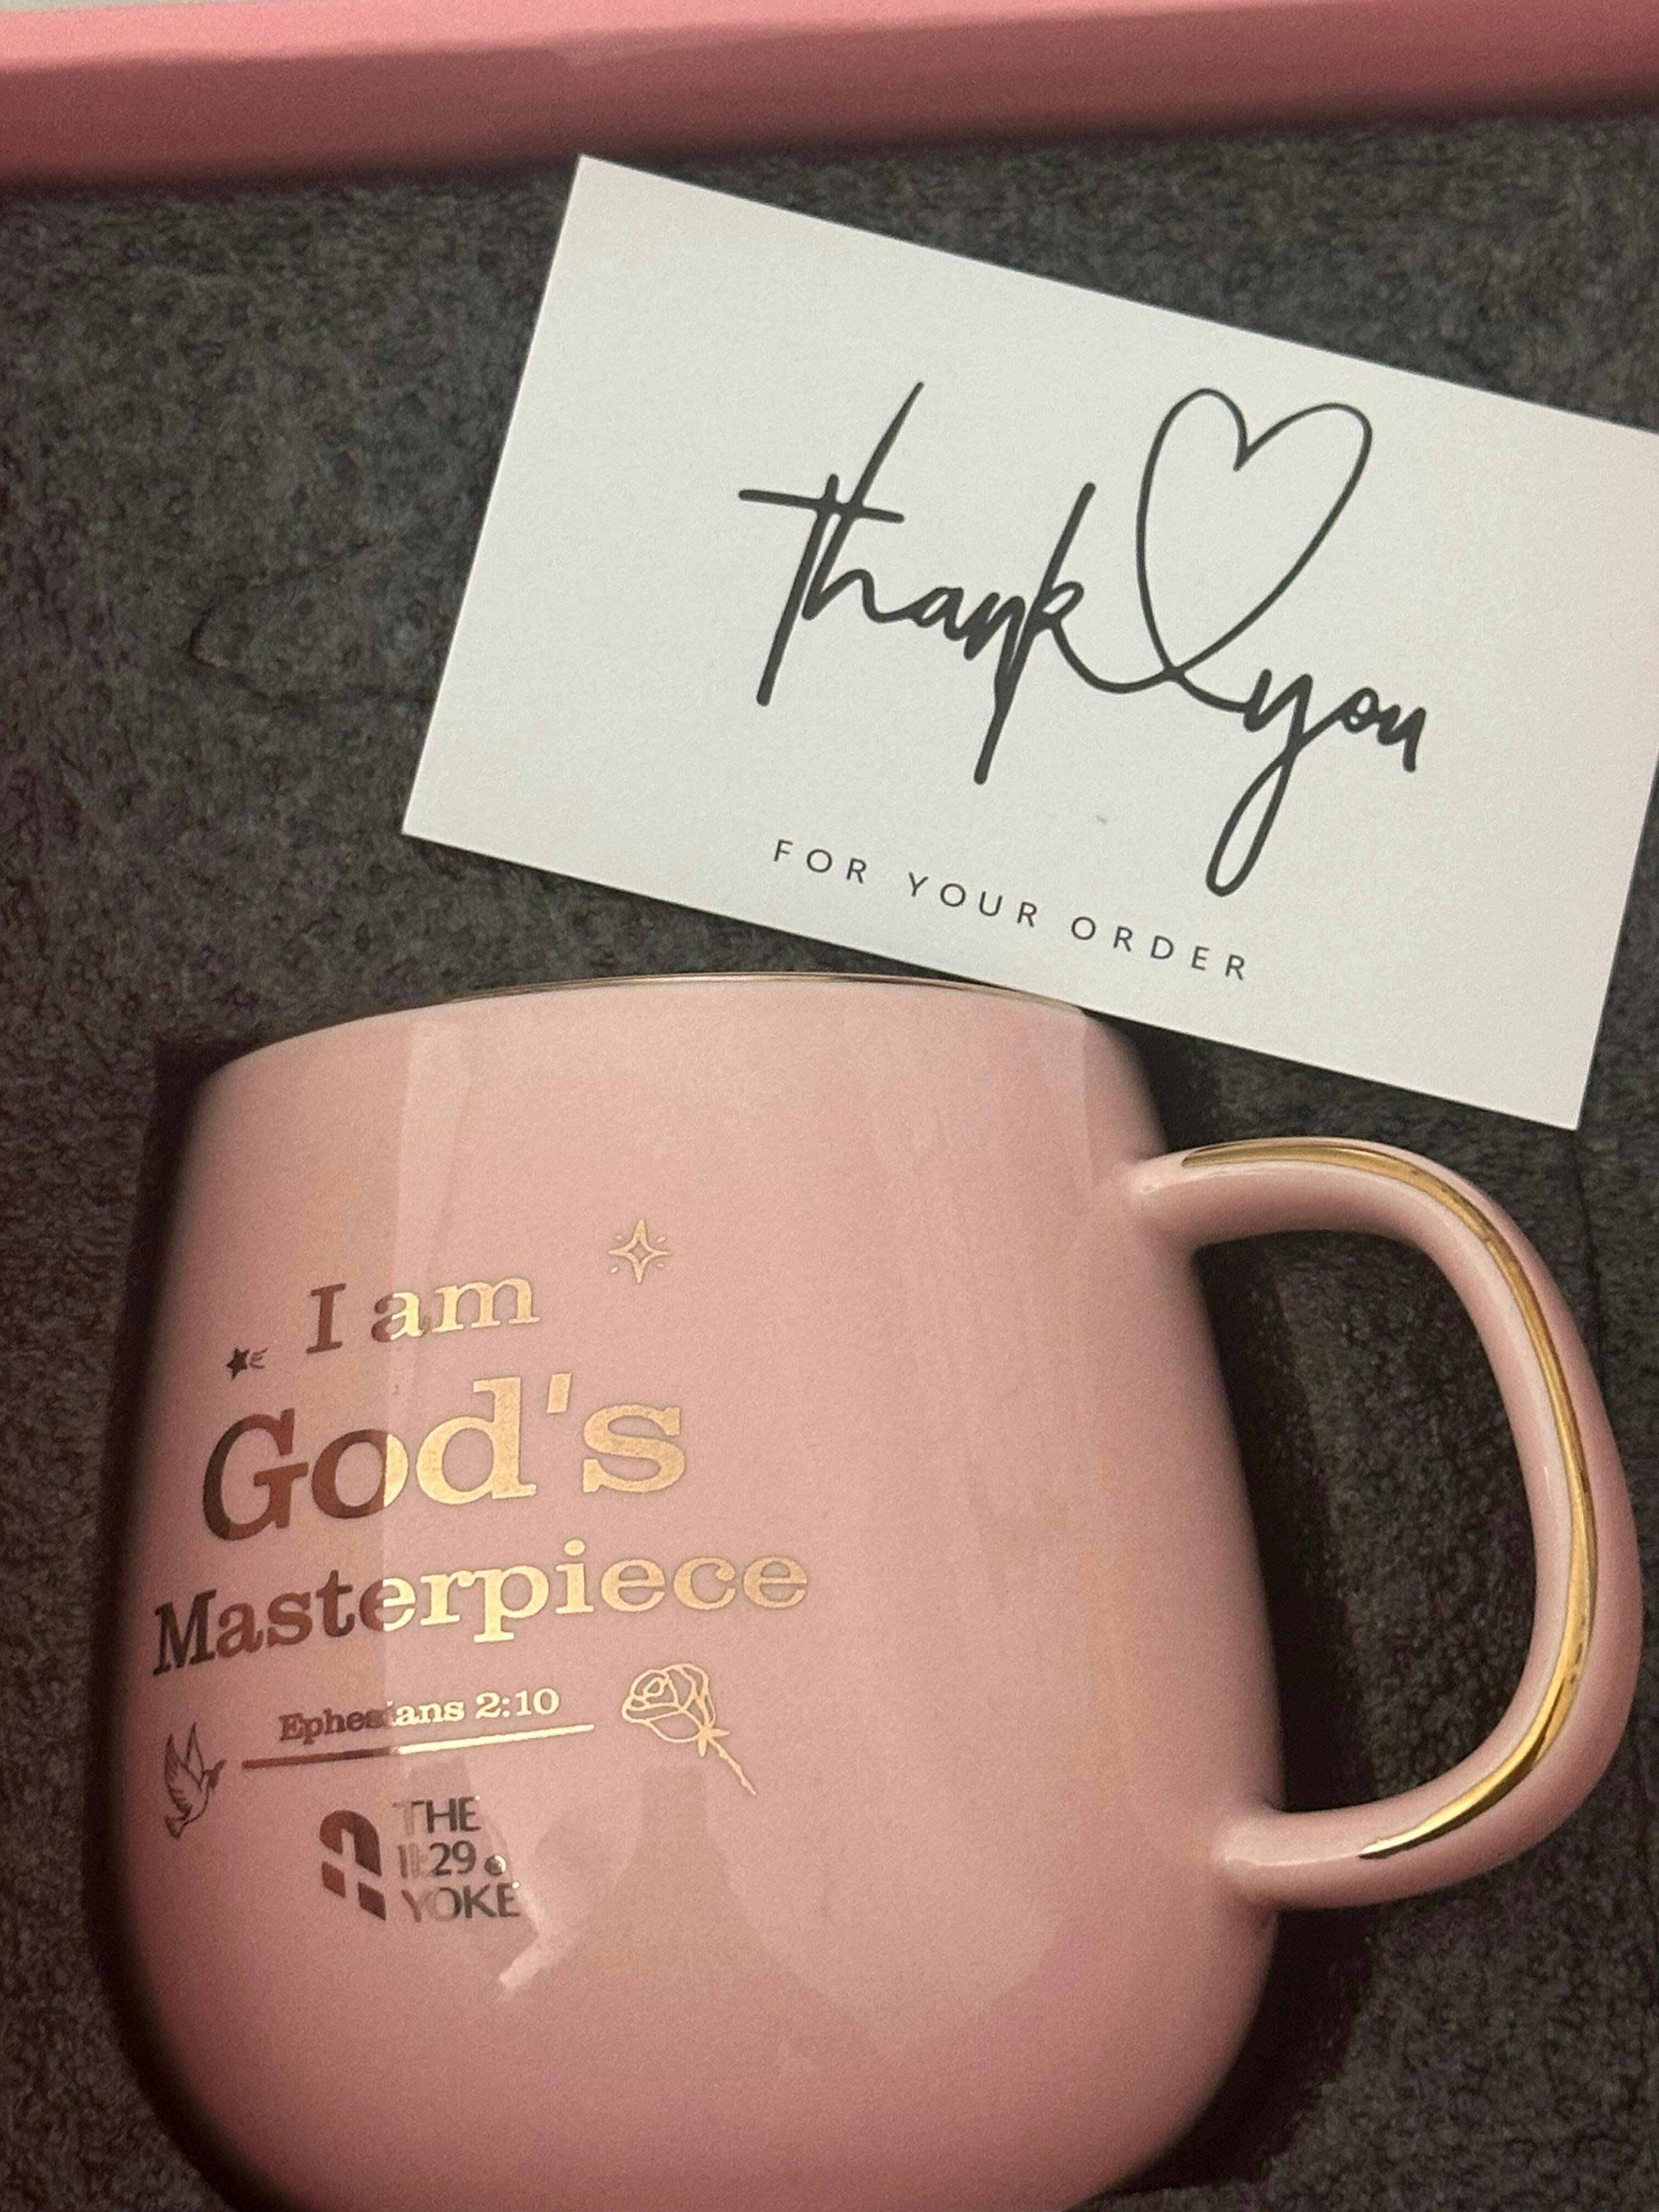 thank you
FOR YOUR ORDER
I am
God's
Masterpiece
Ephesians 2:10
THE
11:29
YOKE